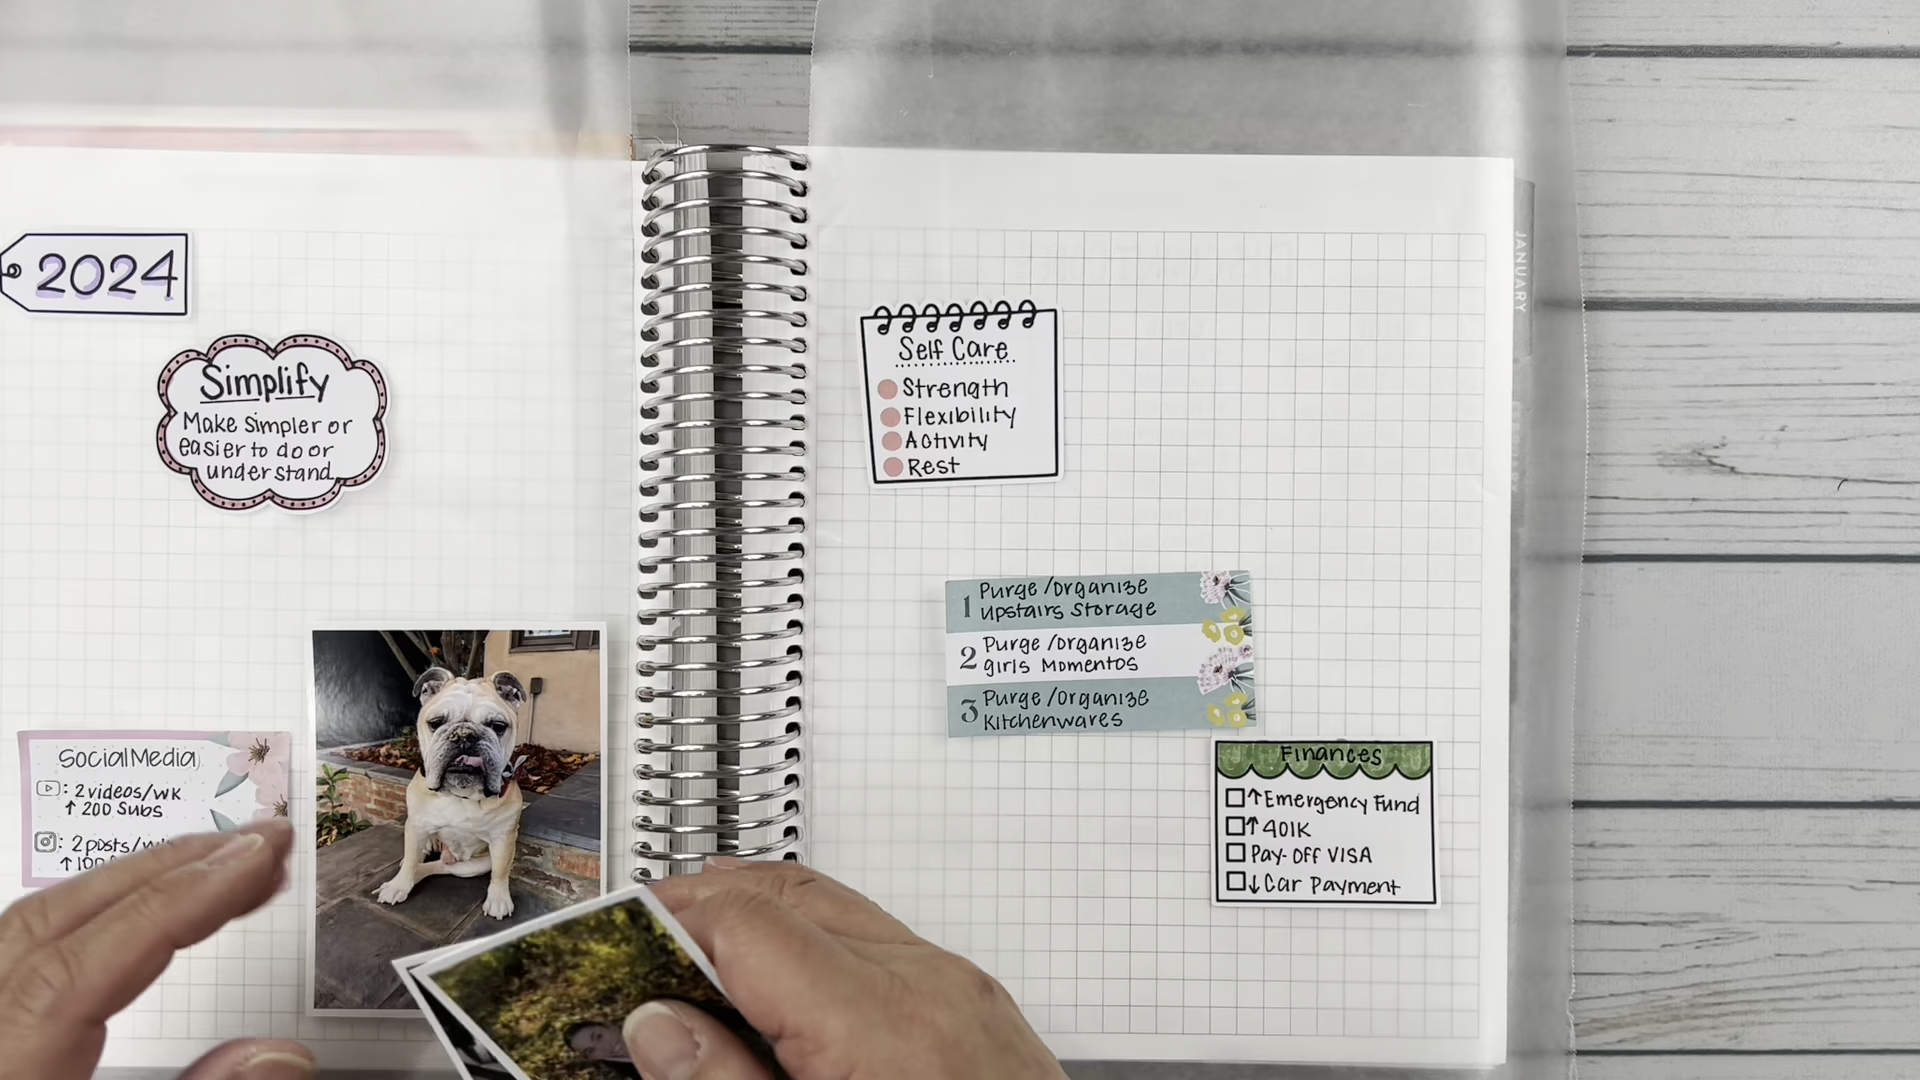 2024
Simplify
Make Simpler or
easier to do or
understand
Social Media
: 2 videos/wk
↑ 200 Subs
: 2 posts/
↑
JANUARY
Self Care
Strength
Flexibility
Activity
Rest
1 Purge/Organize
Upstairs Storage
2 Purge/Organize
girls Momentos
3 Purge/Organize
Kitchenwares
Finances
↑ Emergency Fund
↑ 401K
Pay-Off VISA
↓ Car Payment